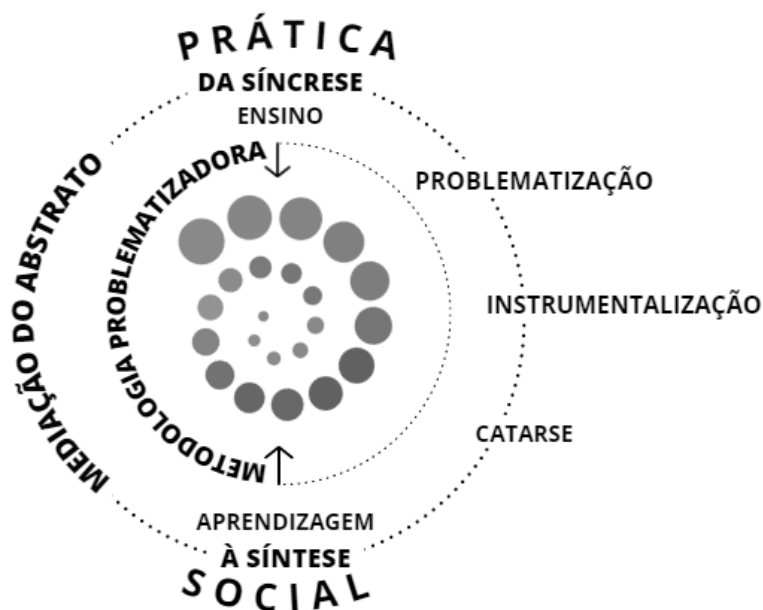 PRÁTICA
DA SÍNCRESE
ENSINO
METODOLOGIA PROBLEMATIZADORA
MEDIAÇÃO DO ABSTRATO
PROBLEMATIZAÇÃO
INSTRUMENTALIZAÇÃO
CATARSE
APRENDIZAGEM
À SÍNTESE
SOCIAL